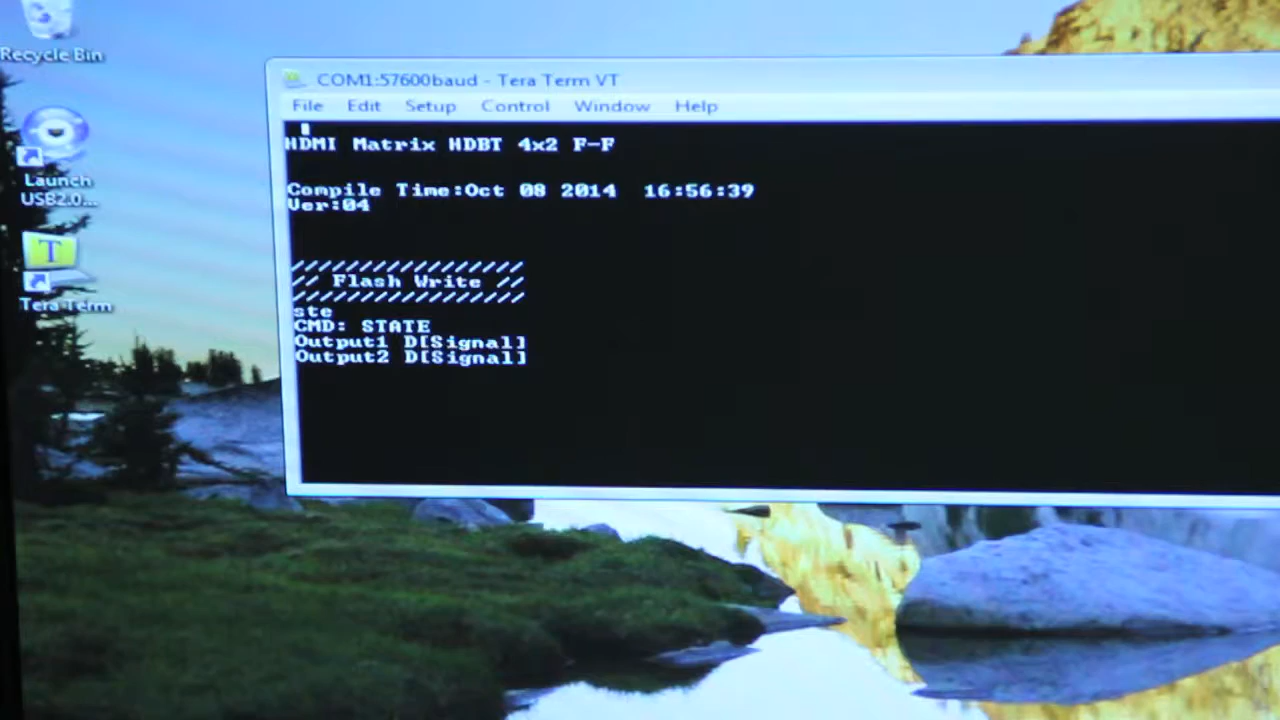 Recycle Bin
Launch
USB2.0...
T
Tera Term
COM1:57600baud - Tera Term VT
File Edit Setup Control Window Help
HDMI Matrix HDBT 4x2 F-F
Compile Time:Oct 08 2014 16:56:39
Ver:04
/////////////////
// Flash Write //
/////////////////
ste
CMD: STATE
Output1 D[Signal]
Output2 D[Signal]